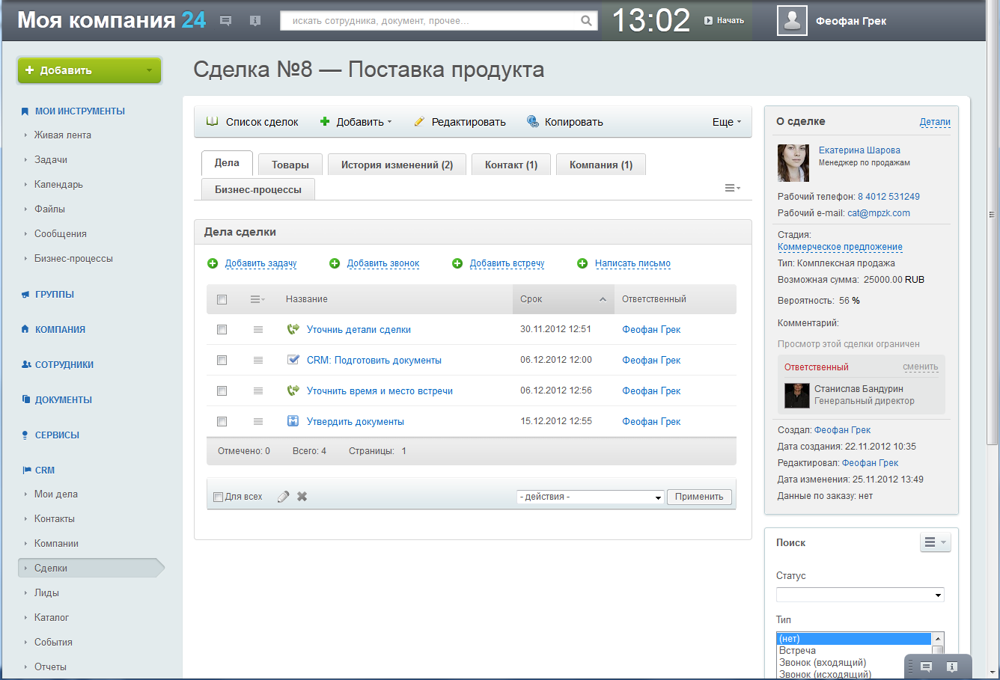 Моя компания 24
искать сотрудника, документ, прочее...
13:02
Начать
Феофан Грек
Добавить
Сделка №8 — Поставка продукта
МОИ ИНСТРУМЕНТЫ
Живая лента
Задачи
Календарь
Файлы
Сообщения
Бизнес-процессы
ГРУППЫ
КОМПАНИЯ
СОТРУДНИКИ
ДОКУМЕНТЫ
СЕРВИСЫ
CRM
Мои дела
Контакты
Компании
Сделки
Лиды
Каталог
События
Отчеты
Список сделок Добавить Редактировать Копировать Еще
Дела Товары История изменений (2) Контакт (1) Компания (1)
Бизнес-процессы
Дела сделки
Добавить задачу Добавить звонок Добавить встречу Написать письмо
Название Срок Ответственный
Уточниь детали сделки 30.11.2012 12:51 Феофан Грек
CRM: Подготовить документы 06.12.2012 12:00 Феофан Грек
Уточнить время и место встречи 06.12.2012 12:56 Феофан Грек
Утвердить документы 15.12.2012 12:55 Феофан Грек
Отмечено: 0 Всего: 4 Страницы: 1
Для всех - действия - Применить
О сделке Детали
Екатерина Шарова
Менеджер по продажам
Рабочий телефон: 8 4012 531249
Рабочий e-mail: cat@mpzk.com
Стадия:
Коммерческое предложение
Тип: Комплексная продажа
Возможная сумма: 25000.00 RUB
Вероятность: 56 %
Комментарий:
Просмотр этой сделки ограничен
Ответственный сменить
Станислав Бандурин
Генеральный директор
Создал: Феофан Грек
Дата создания: 22.11.2012 10:35
Редактировал: Феофан Грек
Дата изменения: 25.11.2012 13:49
Данные по заказу: нет
Поиск
Статус
Тип
(нет)
Встреча
Звонок (входящий)
Звонок (исходящий)